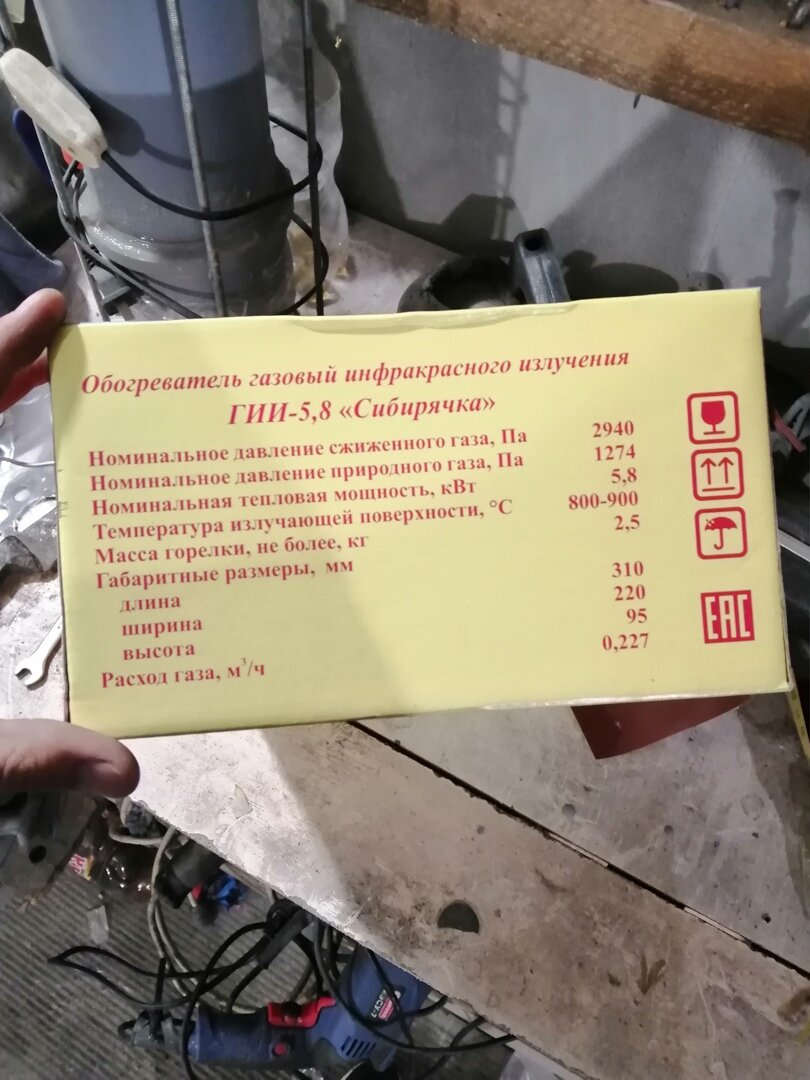 Обогреватель газовый инфракрасного излучения
ГИИ-5,8 «Сибирячка»
Номинальное давление сжиженного газа, Па 2940
Номинальное давление природного газа, Па 1274
Номинальная тепловая мощность, кВт 5,8
Температура излучающей поверхности, °С 800-900
Масса горелки, не более, кг 2,5
Габаритные размеры, мм
длина 310
ширина 220
высота 95
Расход газа, м³/ч 0,227
EAC